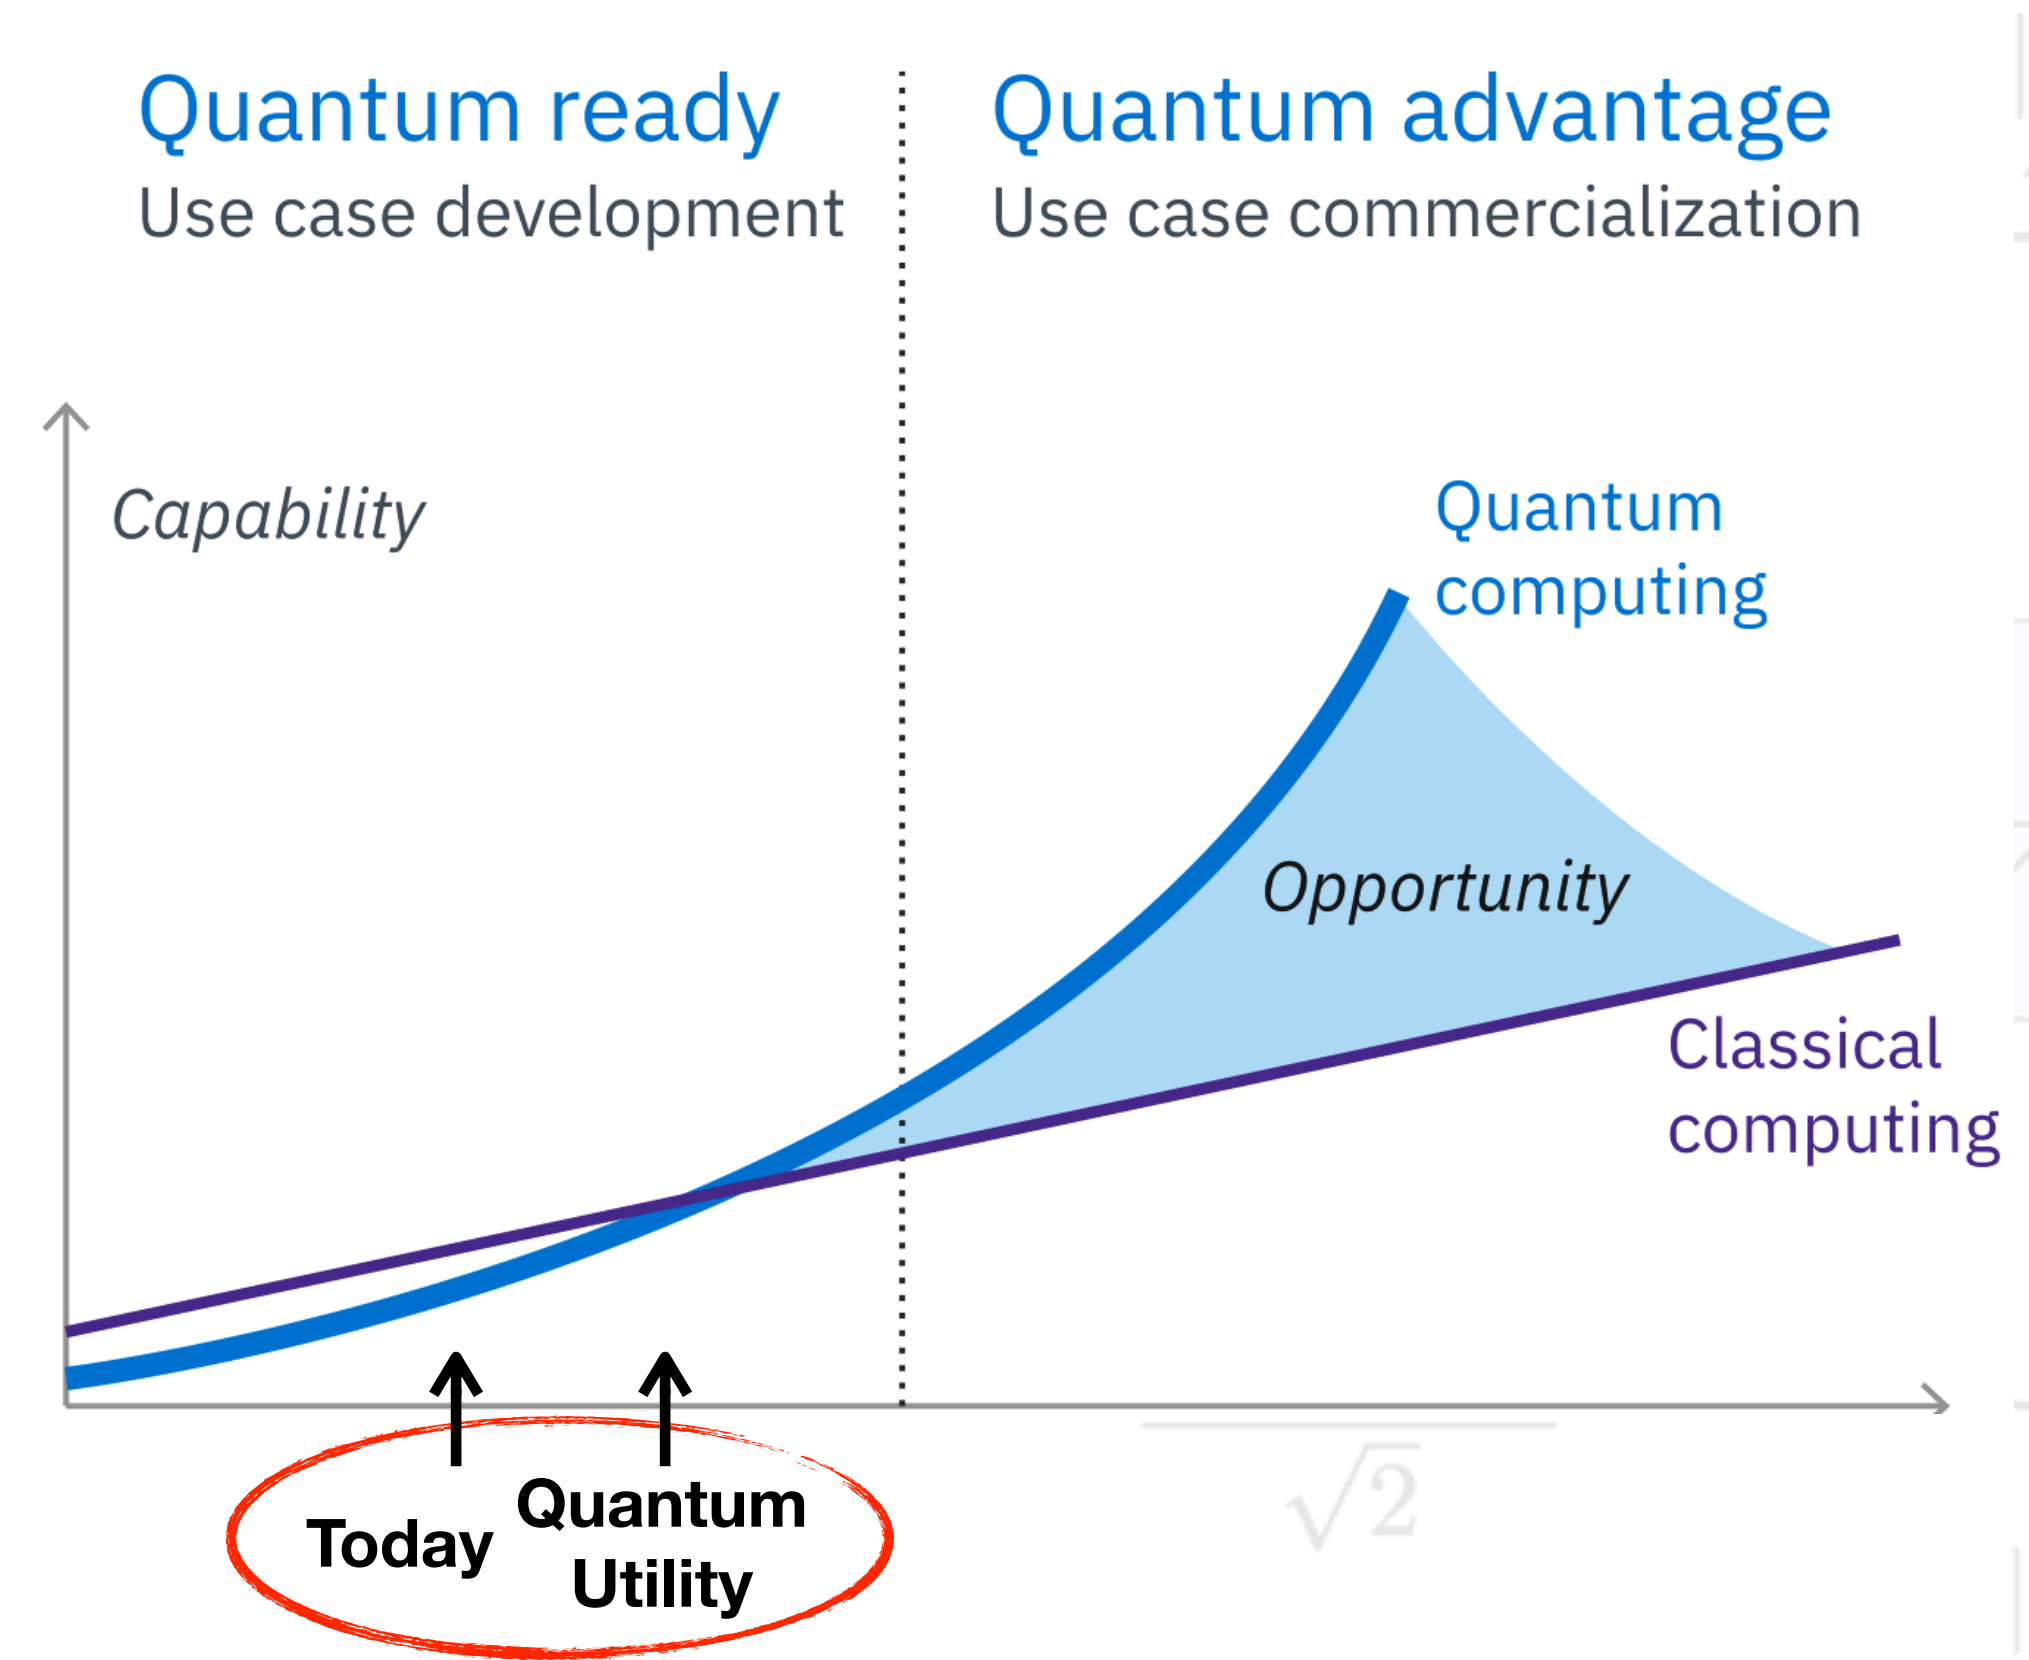 Quantum ready
Use case development
Quantum advantage
Use case commercialization
Capability
Quantum
computing
Opportunity
Classical
computing
Today
Quantum
Utility
√2